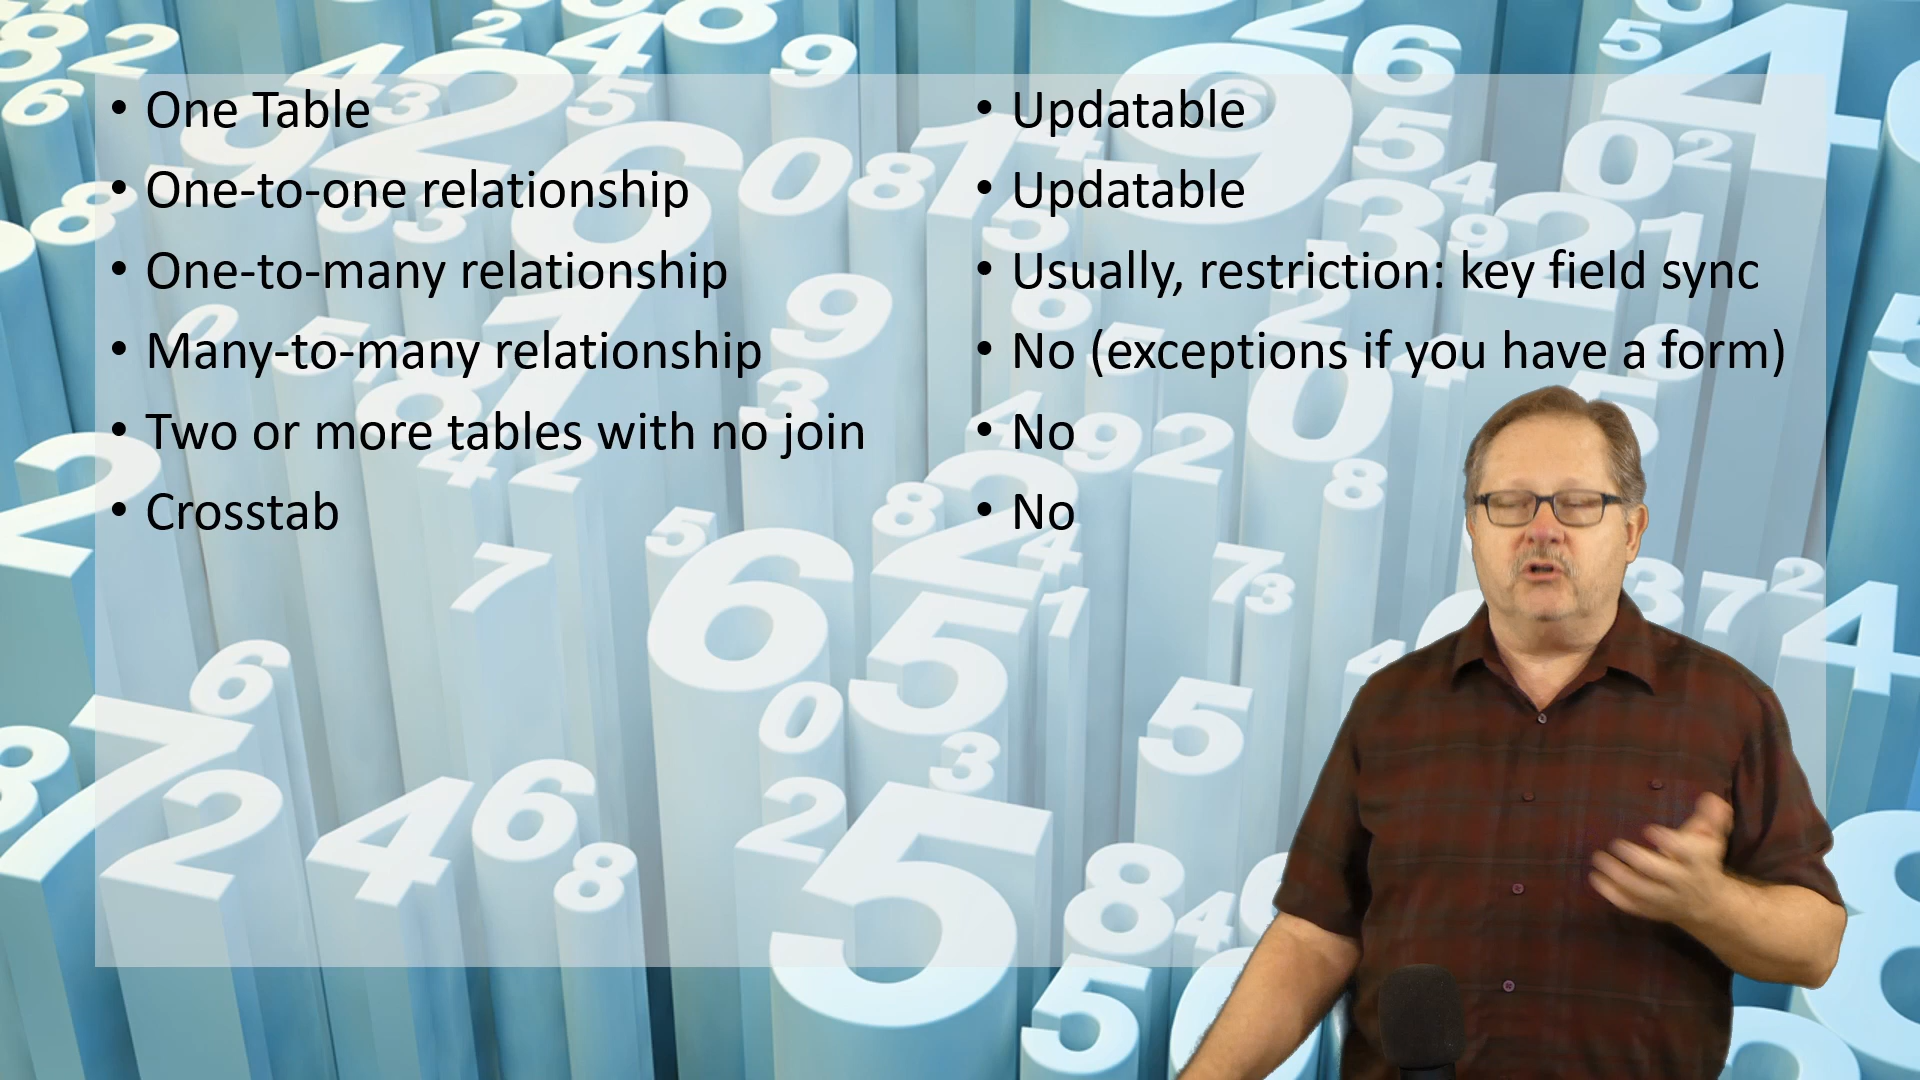 • One Table
• One-to-one relationship
• One-to-many relationship
• Many-to-many relationship
• Two or more tables with no join
• Crosstab
• Updatable
• Updatable
• Usually, restriction: key field sync
• No (exceptions if you have a form)
• No
• No